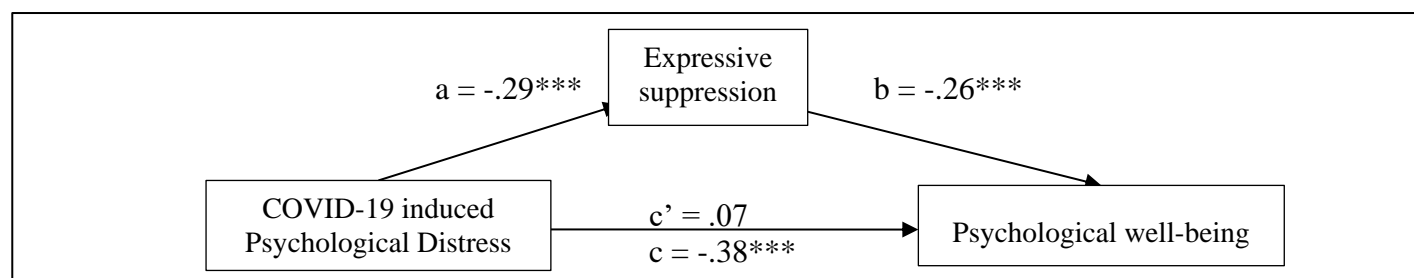 Expressive
suppression
a = -.29***
b = -.26***
COVID-19 induced
Psychological Distress
c’ = .07
c = -.38***
Psychological well-being